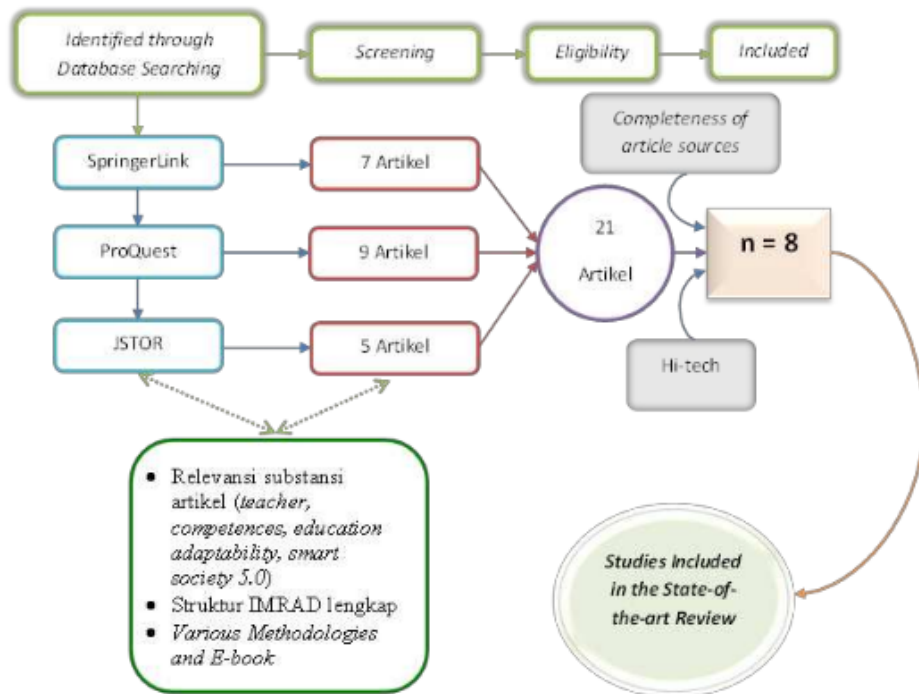 Identified through
Database Searching
Screening
Eligibility
Included
Completeness of
article sources
SpringerLink
7 Artikel
21
Artikel
n = 8
ProQuest
9 Artikel
JSTOR
5 Artikel
Hi-tech
• Relevansi substansi
artikel (teacher,
competences, education
adaptability, smart
society 5.0)
• Struktur IMRAD lengkap
• Various Methodologies
and E-book
Studies Included
in the State-of-
the-art Review